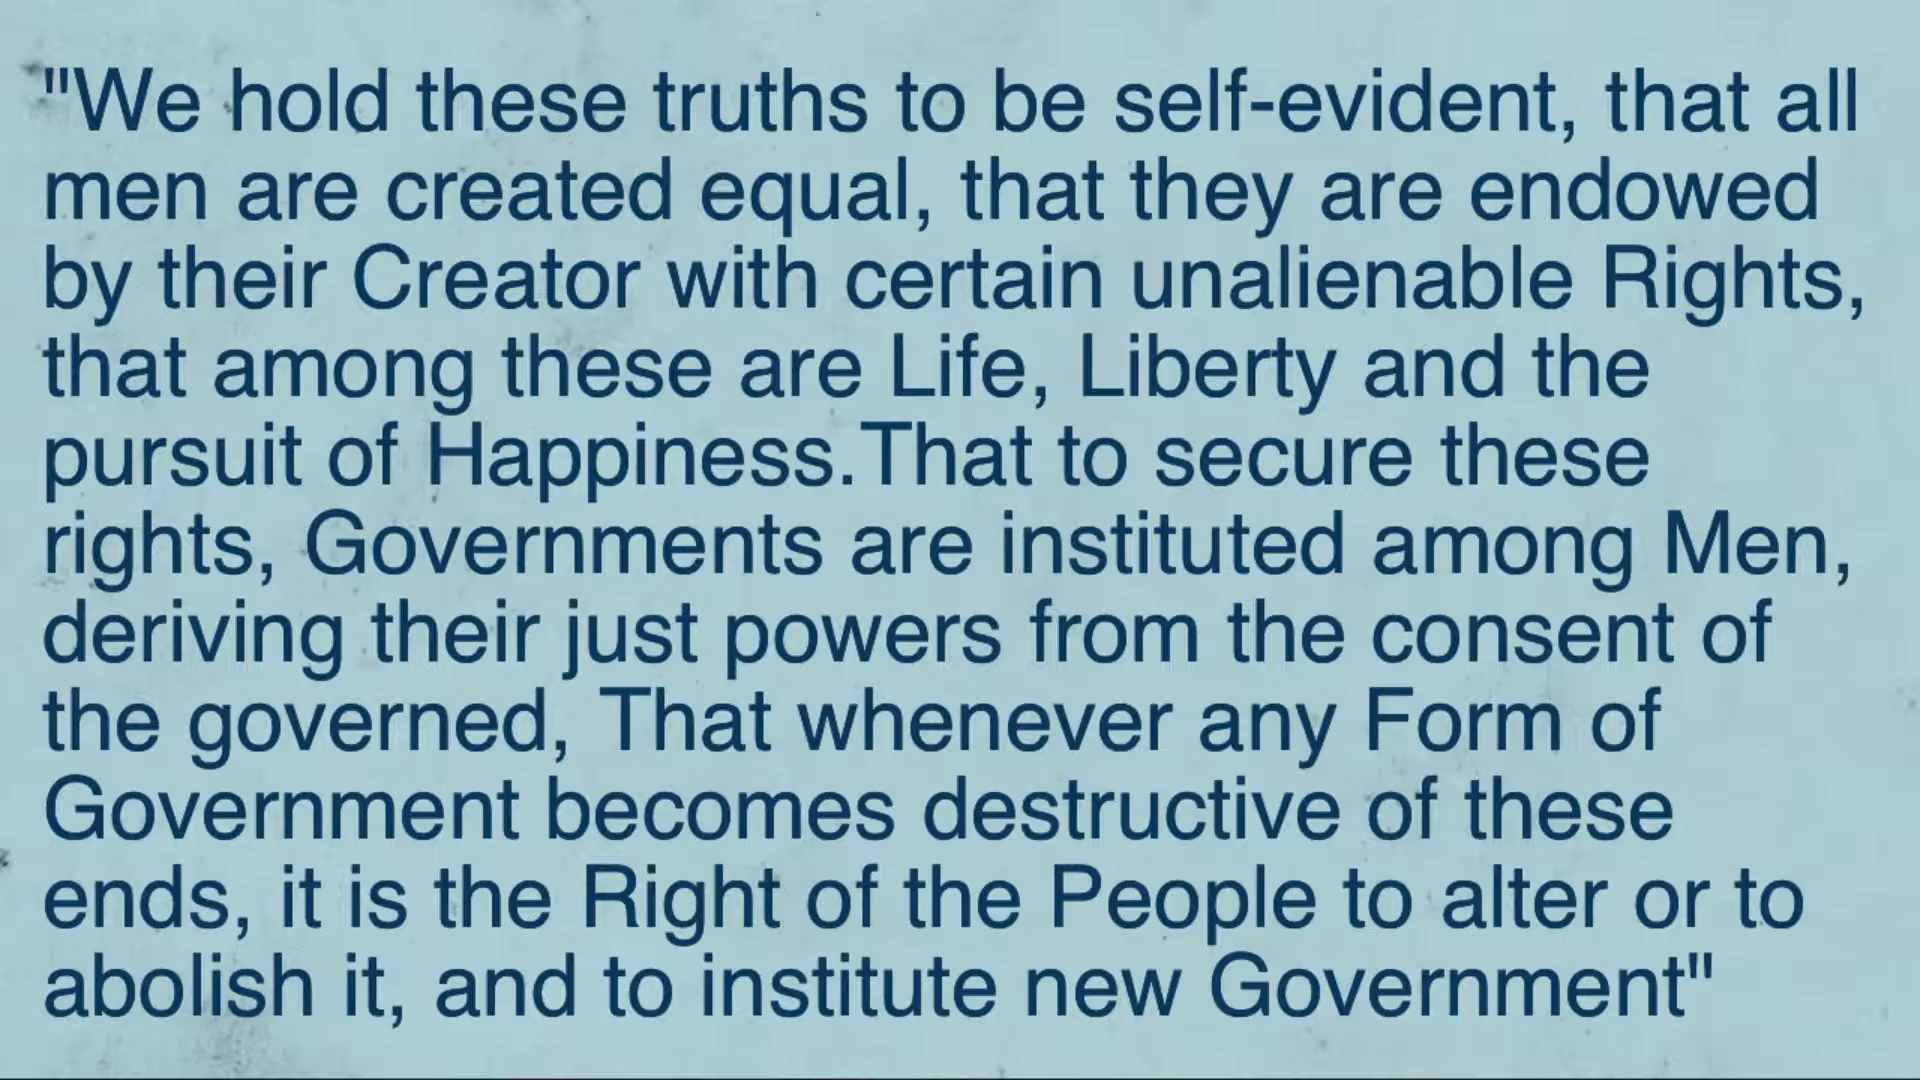 "We hold these truths to be self-evident, that all
men are created equal, that they are endowed
by their Creator with certain unalienable Rights,
that among these are Life, Liberty and the
pursuit of Happiness.That to secure these
rights, Governments are instituted among Men,
deriving their just powers from the consent of
the governed, That whenever any Form of
Government becomes destructive of these
ends, it is the Right of the People to alter or to
abolish it, and to institute new Government"